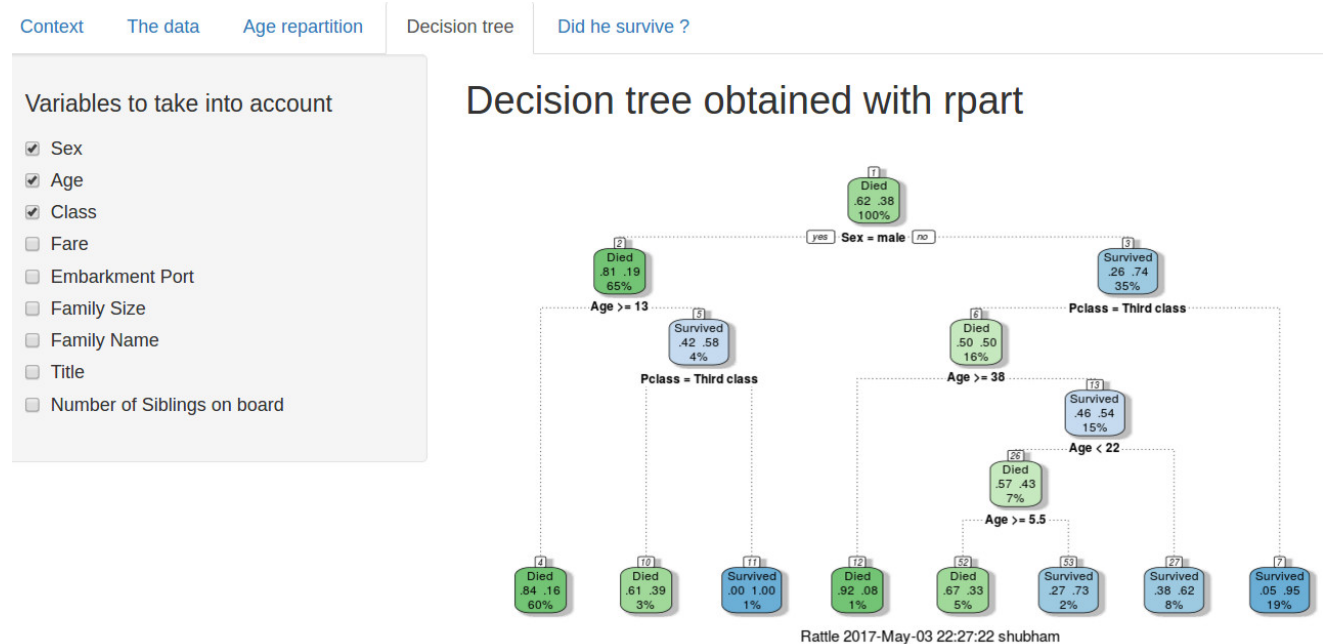 Context The data Age repartition Decision tree Did he survive ?
Variables to take into account
Sex
Age
Class
Fare
Embarkment Port
Family Size
Family Name
Title
Number of Siblings on board
Decision tree obtained with rpart
1
Died
.62 .38
100%
yes Sex = male no
2
Died
.81 .19
65%
3
Survived
.26 .74
35%
Age >= 13
Pclass = Third class
5
Survived
.42 .58
4%
6
Died
.50 .50
16%
Pclass = Third class
Age >= 38
13
Survived
.46 .54
15%
Age < 22
26
Died
.57 .43
7%
Age >= 5.5
4
Died
.84 .16
60%
10
Died
.61 .39
3%
11
Survived
.00 1.00
1%
12
Died
.92 .08
1%
52
Died
.67 .33
5%
53
Survived
.27 .73
2%
27
Survived
.38 .62
8%
7
Survived
.05 .95
19%
Rattle 2017-May-03 22:27:22 shubham